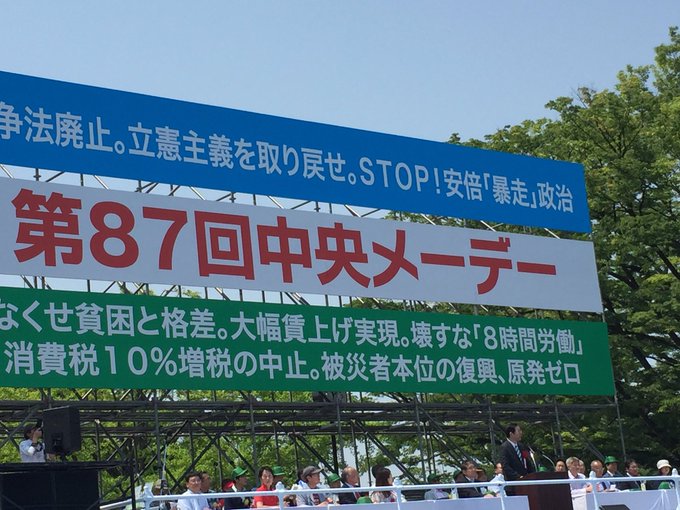 争法廃止。立憲主義を取り戻せ。STOP!安倍「暴走」政治
第87回中央メーデー
なくせ貧困と格差。大幅賃上げ実現。壊すな「8時間労働」
消費税10%増税の中止。被災者本位の復興、原発ゼロ